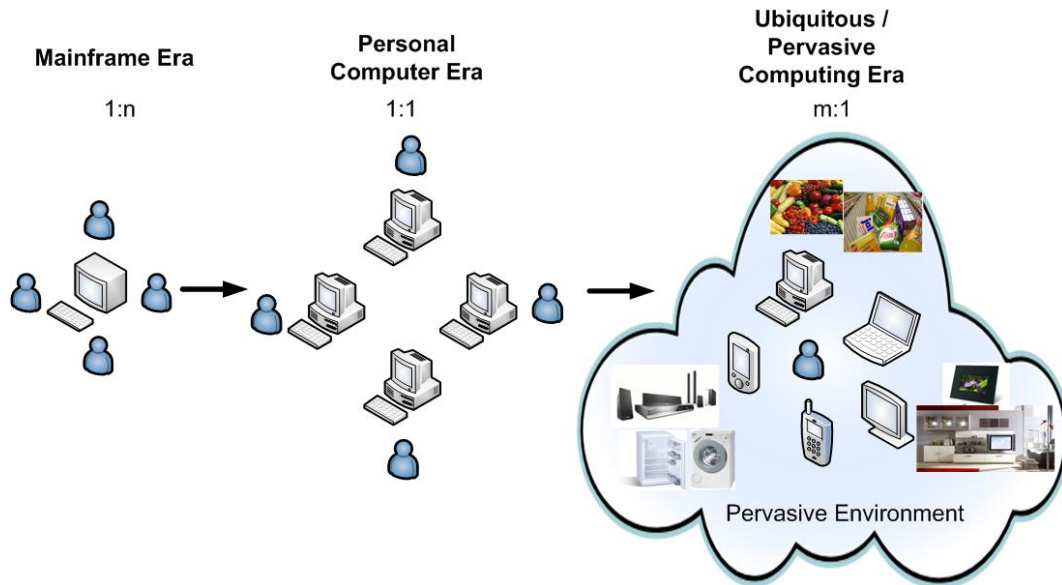 Mainframe Era
1:n
Personal
Computer Era
1:1
Ubiquitous /
Pervasive
Computing Era
m:1
Pervasive Environment